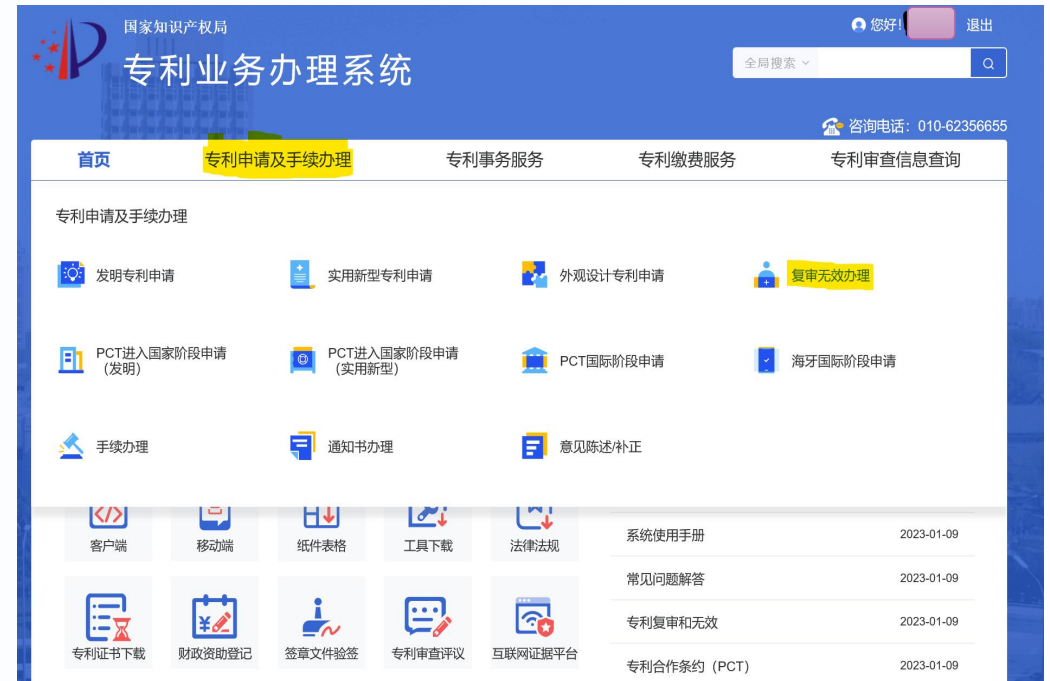 国家知识产权局
专利业务办理系统
您好! 退出
全局搜索
咨询电话：010-62356655
首页 专利申请及手续办理 专利事务服务 专利缴费服务 专利审查信息查询
专利申请及手续办理
发明专利申请 实用新型专利申请 外观设计专利申请 复审无效办理
PCT进入国家阶段申请
(发明)
PCT进入国家阶段申请
(实用新型)
PCT国际阶段申请 海牙国际阶段申请
手续办理 通知书办理 意见陈述/补正
客户端 移动端 纸件表格 工具下载 法律法规
专利证书下载 财政资助登记 签章文件验签 专利审查评议 互联网证据平台
系统使用手册 2023-01-09
常见问题解答 2023-01-09
专利复审和无效 2023-01-09
专利合作条约（PCT） 2023-01-09